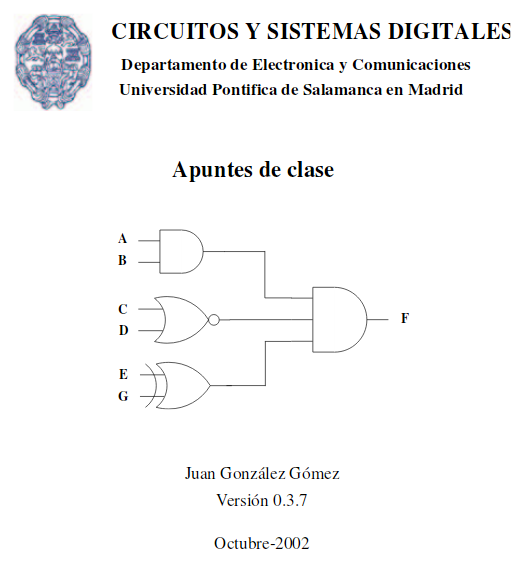 CIRCUITOS Y SISTEMAS DIGITALES
Departamento de Electronica y Comunicaciones
Universidad Pontifica de Salamanca en Madrid
Apuntes de clase
A
B
C
D
F
E
G
Juan González Gómez
Versión 0.3.7
Octubre-2002